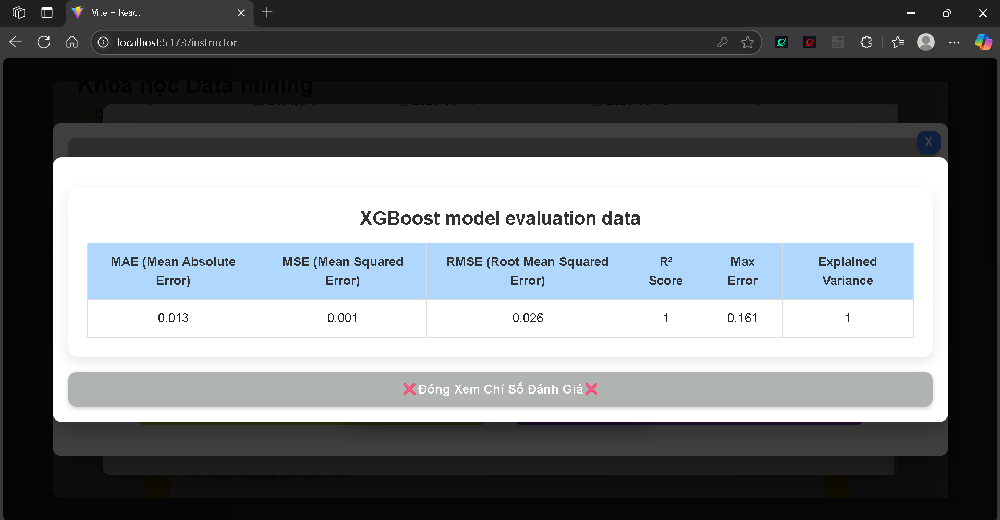 Vite + React
localhost:5173/instructor
Khoá học Data mining
X
XGBoost model evaluation data
MAE (Mean Absolute
Error)
MSE (Mean Squared
Error)
RMSE (Root Mean Squared
Error)
R²
Score
Max
Error
Explained
Variance
0.013
0.001
0.026
1
0.161
1
❌Đóng Xem Chỉ Số Đánh Giá❌